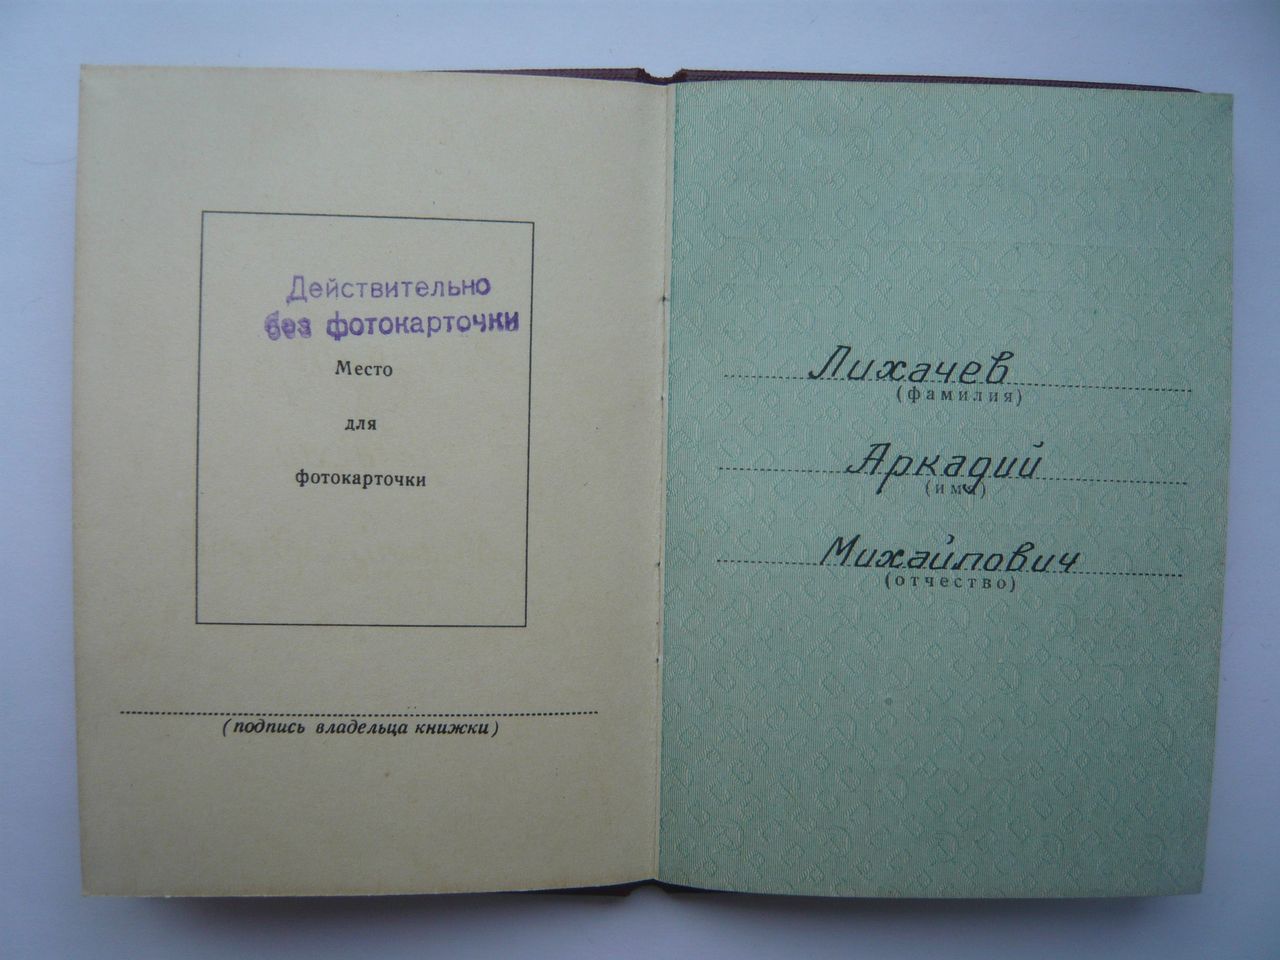 Действительно
без фотокарточки
Место
для
фотокарточки
(подпись владельца книжки)
Лихачев
(фамилия)
Аркадий
(имя)
Михайлович
(отчество)